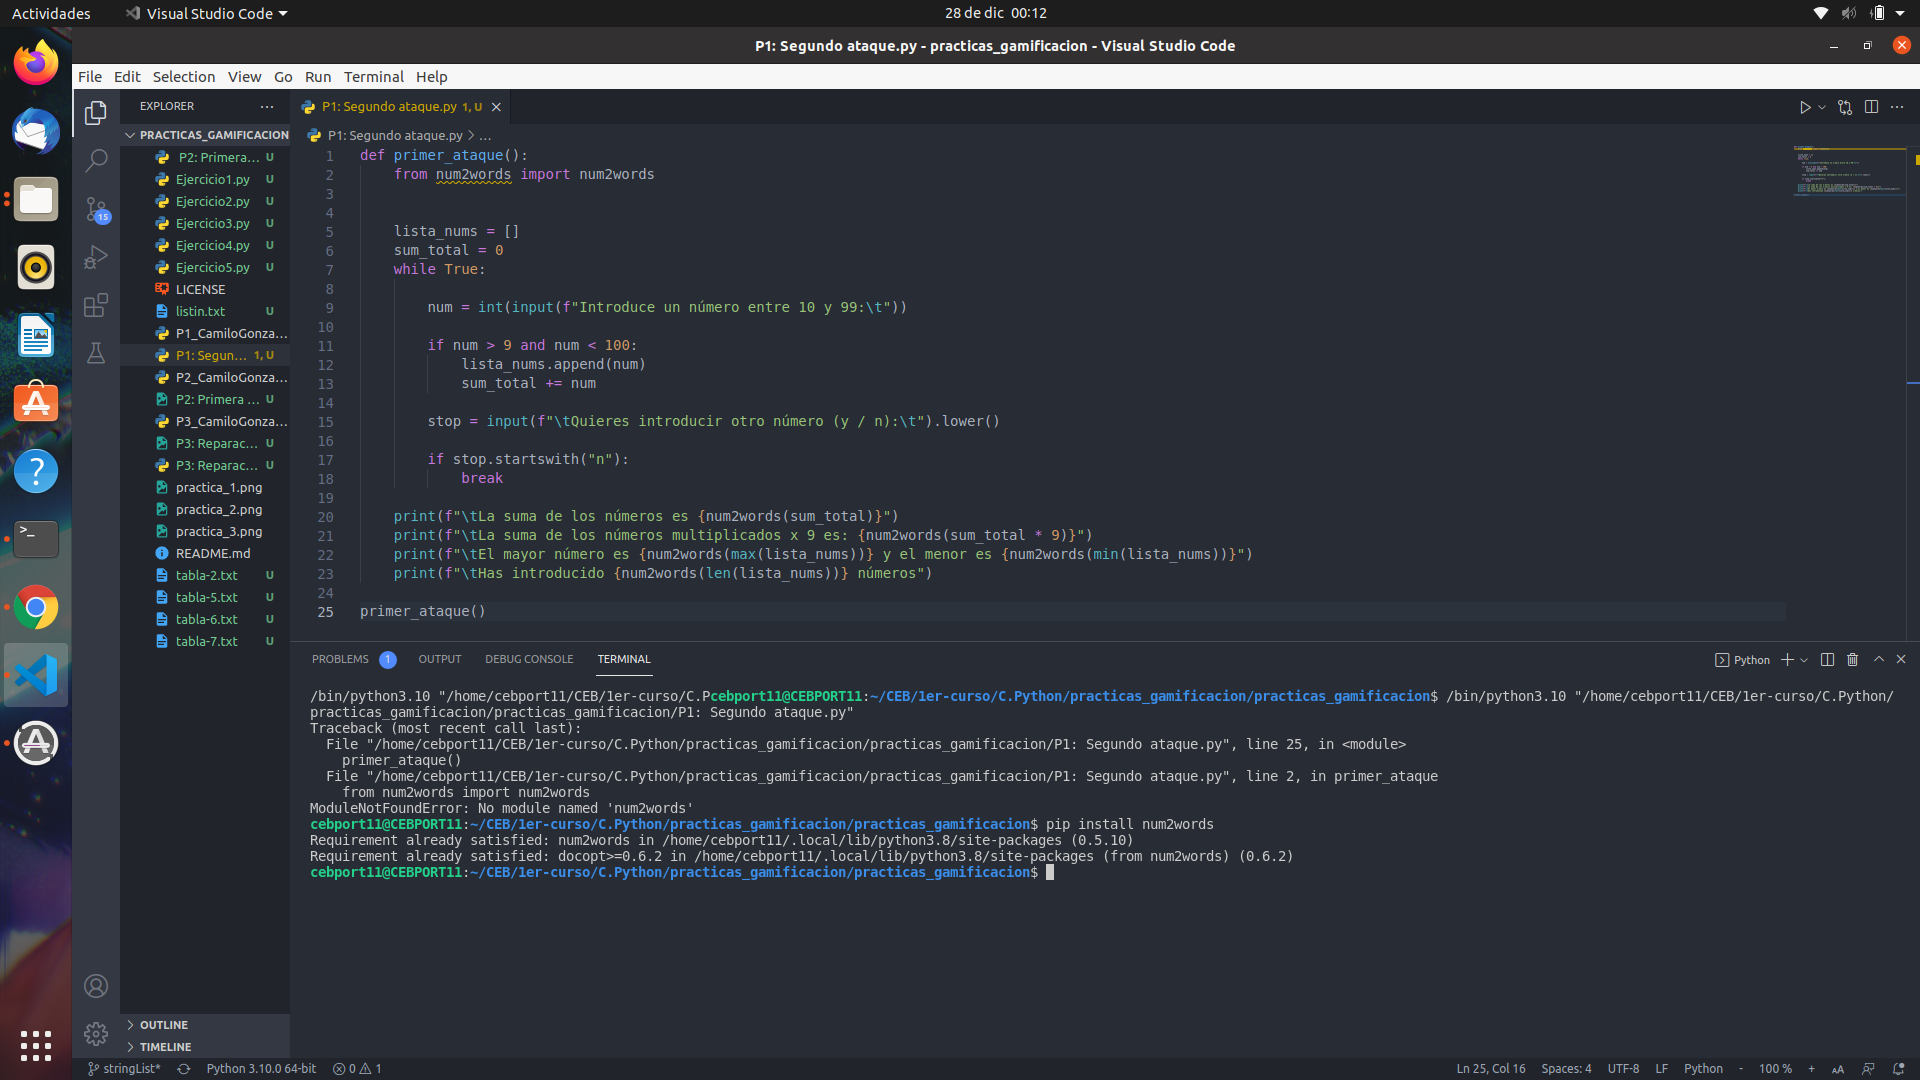 Actividades
Visual Studio Code
28 de dic 00:12
P1: Segundo ataque.py - practicas_gamificacion - Visual Studio Code
File Edit Selection View Go Run Terminal Help
EXPLORER
PRACTICAS_GAMIFICACION
P2: Primera... U
Ejercicio1.py U
Ejercicio2.py U
Ejercicio3.py U
Ejercicio4.py U
Ejercicio5.py U
LICENSE
listin.txt U
P1_CamiloGonza...
P1: Segun... 1, U
P2_CamiloGonza...
P2: Primera ... U
P3_CamiloGonza...
P3: Reparac... U
P3: Reparac... U
practica_1.png
practica_2.png
practica_3.png
README.md
tabla-2.txt U
tabla-5.txt U
tabla-6.txt U
tabla-7.txt U
OUTLINE
TIMELINE
15
P1: Segundo ataque.py 1, U
P1: Segundo ataque.py > ...
1 def primer_ataque():
2     from num2words import num2words
3
4
5     lista_nums = []
6     sum_total = 0
7     while True:
8
9         num = int(input(f"Introduce un número entre 10 y 99:\t"))
10
11         if num > 9 and num < 100:
12             lista_nums.append(num)
13             sum_total += num
14
15         stop = input(f"\tQuieres introducir otro número (y / n):\t").lower()
16
17         if stop.startswith("n"):
18             break
19
20     print(f"\tLa suma de los números es {num2words(sum_total)}")
21     print(f"\tLa suma de los números multiplicados x 9 es: {num2words(sum_total * 9)}")
22     print(f"\tEl mayor número es {num2words(max(lista_nums))} y el menor es {num2words(min(lista_nums))}")
23     print(f"\tHas introducido {num2words(len(lista_nums))} números")
24
25 primer_ataque()
PROBLEMS 1 OUTPUT DEBUG CONSOLE TERMINAL
Python
/bin/python3.10 "/home/cebport11/CEB/1er-curso/C.Pcebport11@CEBPORT11:~/CEB/1er-curso/C.Python/practicas_gamificacion/practicas_gamificacion$ /bin/python3.10 "/home/cebport11/CEB/1er-curso/C.Python/
practicas_gamificacion/practicas_gamificacion/P1: Segundo ataque.py"
Traceback (most recent call last):
  File "/home/cebport11/CEB/1er-curso/C.Python/practicas_gamificacion/practicas_gamificacion/P1: Segundo ataque.py", line 25, in <module>
    primer_ataque()
  File "/home/cebport11/CEB/1er-curso/C.Python/practicas_gamificacion/practicas_gamificacion/P1: Segundo ataque.py", line 2, in primer_ataque
    from num2words import num2words
ModuleNotFoundError: No module named 'num2words'
cebport11@CEBPORT11:~/CEB/1er-curso/C.Python/practicas_gamificacion/practicas_gamificacion$ pip install num2words
Requirement already satisfied: num2words in /home/cebport11/.local/lib/python3.8/site-packages (0.5.10)
Requirement already satisfied: docopt>=0.6.2 in /home/cebport11/.local/lib/python3.8/site-packages (from num2words) (0.6.2)
cebport11@CEBPORT11:~/CEB/1er-curso/C.Python/practicas_gamificacion/practicas_gamificacion$
stringList* Python 3.10.0 64-bit 0 1
Ln 25, Col 16 Spaces: 4 UTF-8 LF Python - 100 % +